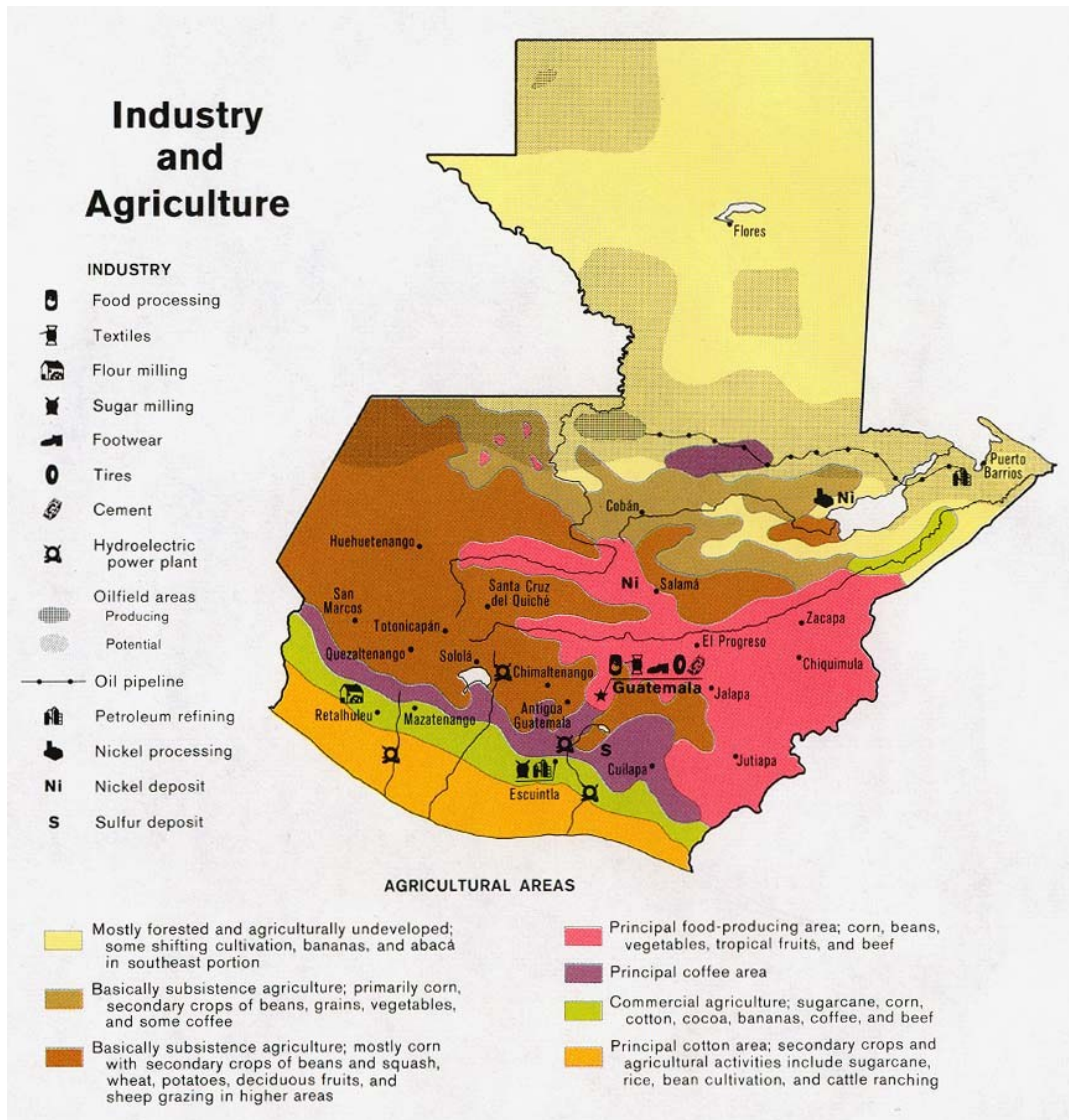 Industry
and
Agriculture
INDUSTRY
Food processing
Textiles
Flour milling
Sugar milling
Footwear
Tires
Cement
Hydroelectric
power plant
Oilfield areas
Producing
Potential
Oil pipeline
Petroleum refining
Nickel processing
Ni Nickel deposit
S Sulfur deposit
Flores
Puerto
Barrios
Ni
Cobán
Huehuetenango
Ni
Salamá
Santa Cruz
del Quiché
San
Marcos
Zacapa
Totonicapán
El Progreso
Quezaltenango
Sololá
Chiquimula
Chimaltenango
Guatemala
Jalapa
Antigua
Guatemala
Retalhuleu
Mazatenango
S
Cuilapa
Jutiapa
Escuintla
AGRICULTURAL AREAS
Mostly forested and agriculturally undeveloped;
some shifting cultivation, bananas, and abacá
in southeast portion
Basically subsistence agriculture; primarily corn,
secondary crops of beans, grains, vegetables,
and some coffee
Basically subsistence agriculture; mostly corn
with secondary crops of beans and squash,
wheat, potatoes, deciduous fruits, and
sheep grazing in higher areas
Principal food-producing area; corn, beans,
vegetables, tropical fruits, and beef
Principal coffee area
Commercial agriculture; sugarcane, corn,
cotton, cocoa, bananas, coffee, and beef
Principal cotton area; secondary crops and
agricultural activities include sugarcane,
rice, bean cultivation, and cattle ranching